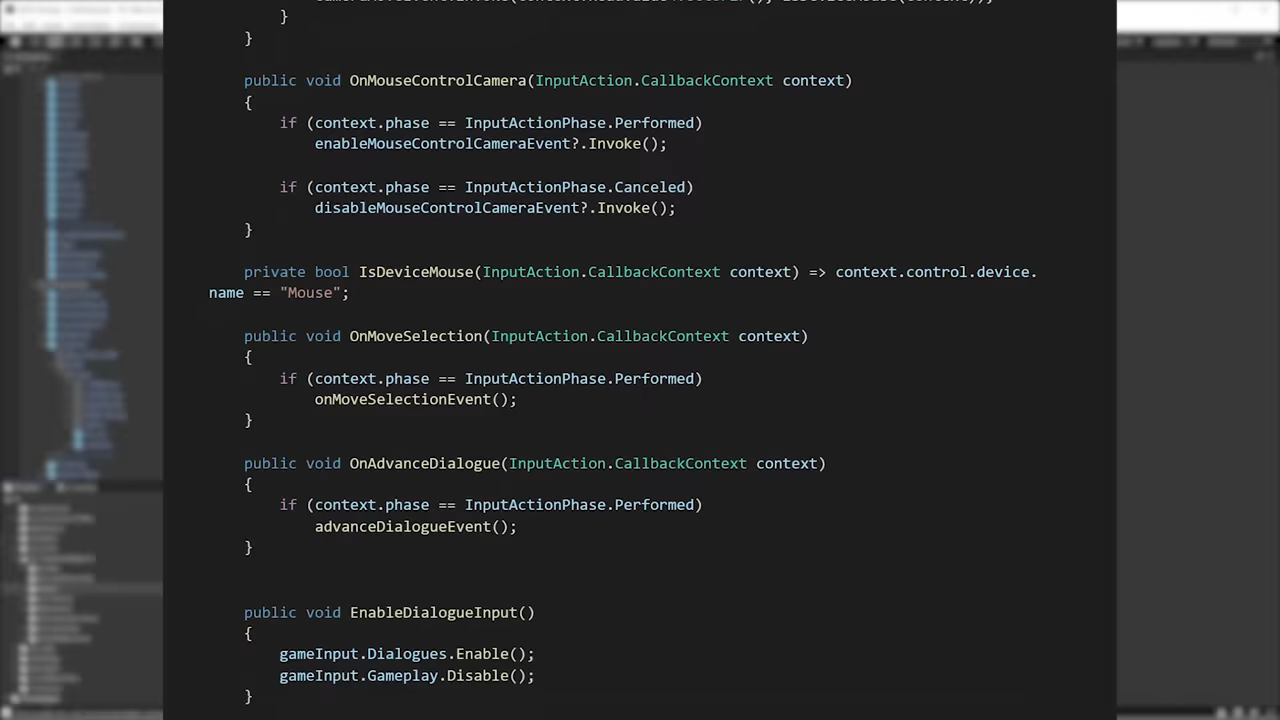 }
}
public void OnMouseControlCamera(InputAction.CallbackContext context)
{
if (context.phase == InputActionPhase.Performed)
enableMouseControlCameraEvent?.Invoke();
if (context.phase == InputActionPhase.Canceled)
disableMouseControlCameraEvent?.Invoke();
}
private bool IsDeviceMouse(InputAction.CallbackContext context) => context.control.device.
name == "Mouse";
public void OnMoveSelection(InputAction.CallbackContext context)
{
if (context.phase == InputActionPhase.Performed)
onMoveSelectionEvent();
}
public void OnAdvanceDialogue(InputAction.CallbackContext context)
{
if (context.phase == InputActionPhase.Performed)
advanceDialogueEvent();
}
public void EnableDialogueInput()
{
gameInput.Dialogues.Enable();
gameInput.Gameplay.Disable();
}